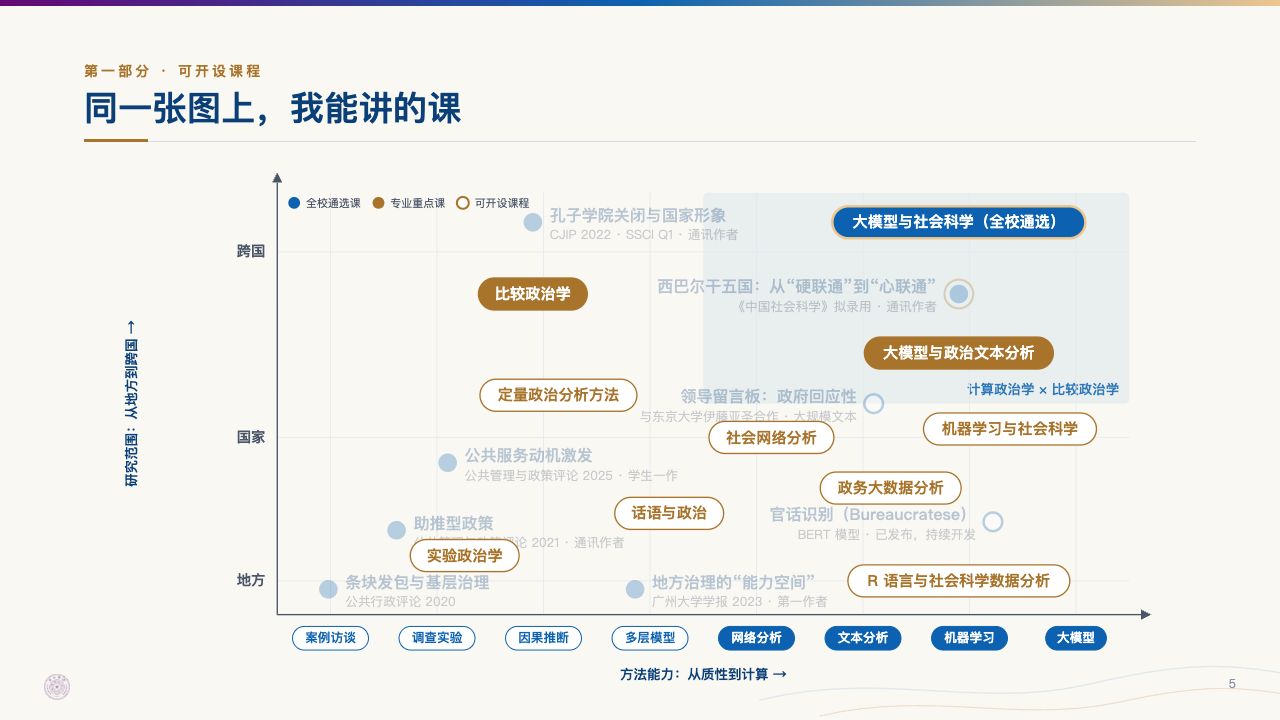 第一部分 · 可开设课程
同一张图上，我能讲的课
全校通选课
专业重点课
可开设课程
孔子学院关闭与国家形象
CJIP 2022 · SSCI Q1 · 通讯作者
大模型与社会科学（全校通选）
跨国
比较政治学
西巴尔干五国：从“硬联通”到“心联通”
《中国社会科学》拟录用 · 通讯作者
大模型与政治文本分析
计算政治学 × 比较政治学
定量政治分析方法
领导留言板：政府回应性
与东京大学伊藤亚圣合作 · 大规模文本
研究范围：从地方到跨国 →
国家
社会网络分析
机器学习与社会科学
公共服务动机激发
公共管理与政策评论 2025 · 学生一作
政务大数据分析
话语与政治
官话识别（Bureaucratese）
BERT 模型 · 已发布，持续开发
助推型政策
评论 2021 · 通讯作者
实验政治学
地方
条块发包与基层治理
公共行政评论 2020
地方治理的“能力空间”
广州大学学报 2023 · 第一作者
R 语言与社会科学数据分析
案例访谈
调查实验
因果推断
多层模型
网络分析
文本分析
机器学习
大模型
方法能力：从质性到计算 →
5